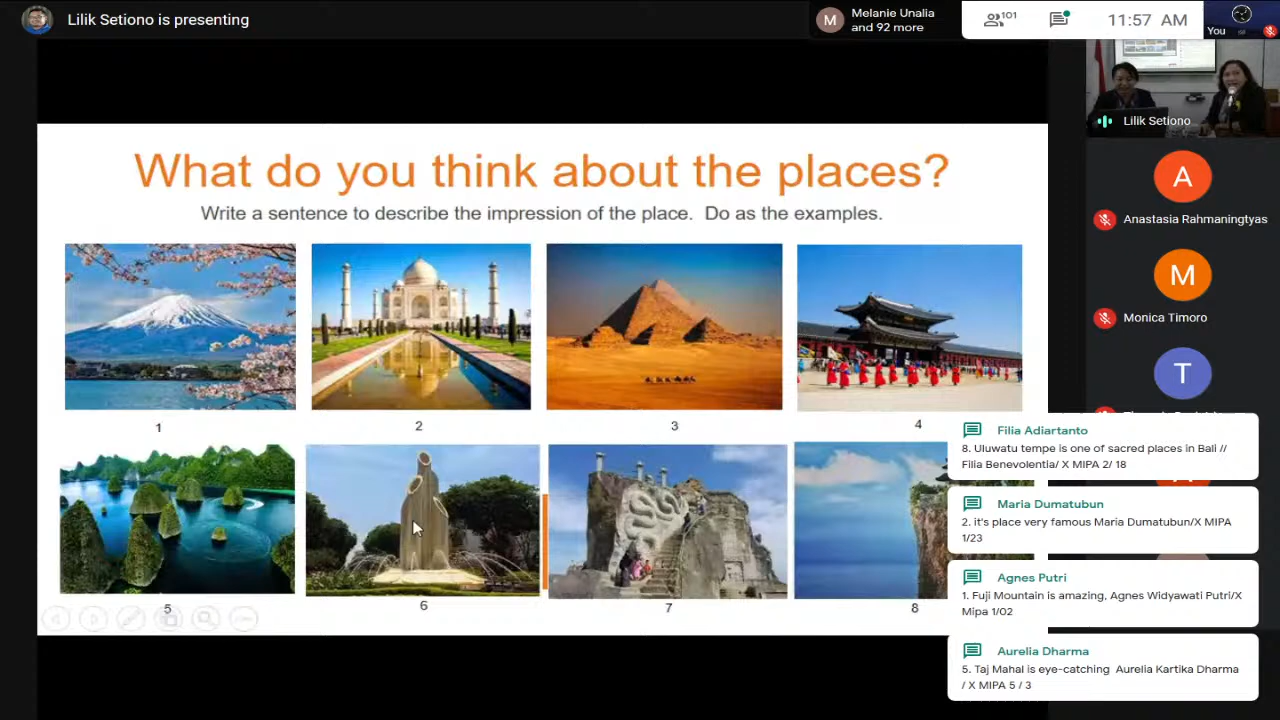 Lilik Setiono is presenting
M
Melanie Unalia
and 92 more
101
11:57 AM
You
What do you think about the places?
Write a sentence to describe the impression of the place. Do as the examples.
1
2
3
4
5
6
7
8
Lilik Setiono
A
Anastasia Rahmaningtyas
M
Monica Timoro
T
Filia Adiartanto
8. Uluwatu tempe is one of sacred places in Bali //
Filia Benevolentia/ X MIPA 2/ 18
Maria Dumatubun
2. it's place very famous Maria Dumatubun/X MIPA
1/23
Agnes Putri
1. Fuji Mountain is amazing, Agnes Widyawati Putri/X
Mipa 1/02
Aurelia Dharma
5. Taj Mahal is eye-catching Aurelia Kartika Dharma
/ X MIPA 5 / 3